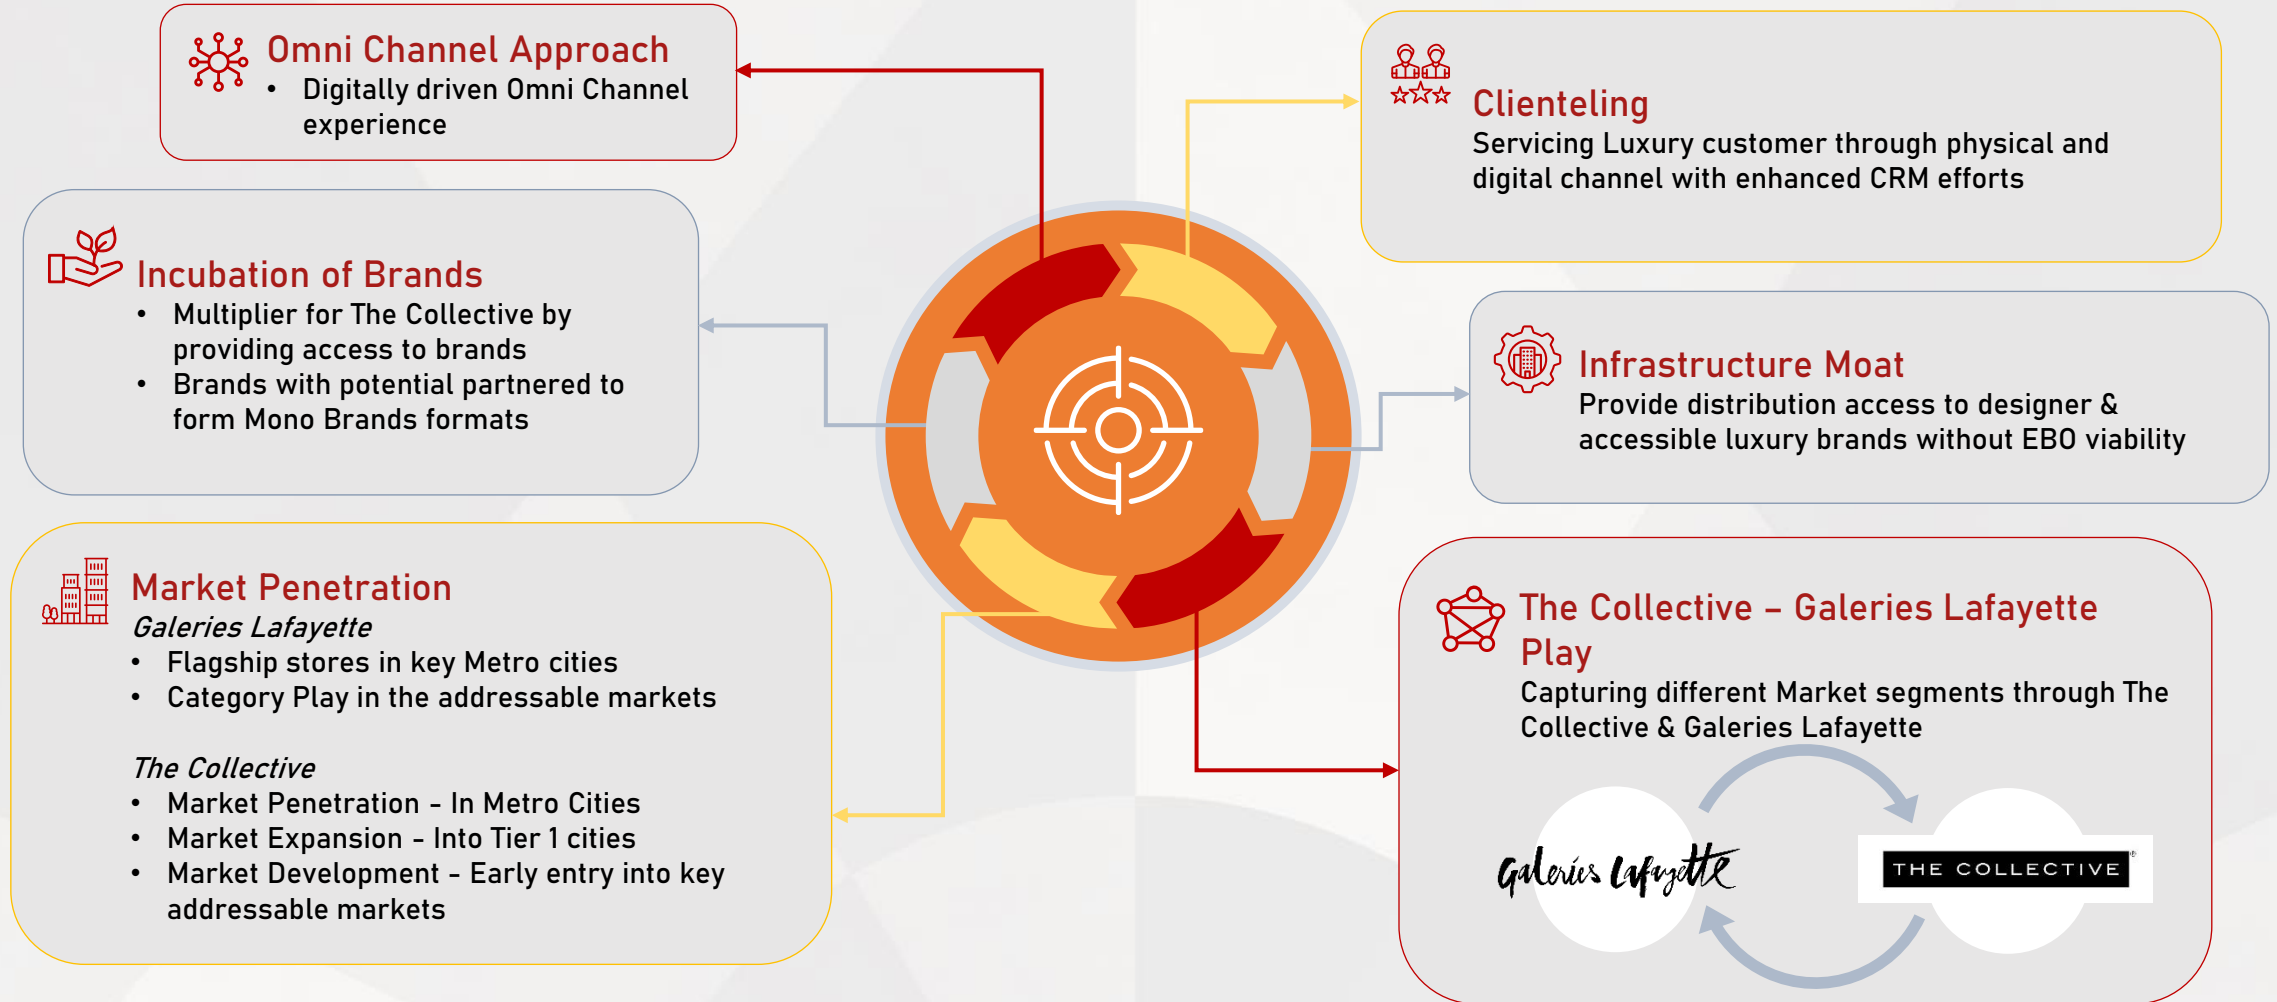 Omni Channel Approach
• Digitally driven Omni Channel
experience
Incubation of Brands
• Multiplier for The Collective by
providing access to brands
• Brands with potential partnered to
form Mono Brands formats
Market Penetration
Galeries Lafayette
• Flagship stores in key Metro cities
• Category Play in the addressable markets
The Collective
• Market Penetration - In Metro Cities
• Market Expansion - Into Tier 1 cities
• Market Development - Early entry into key
addressable markets
Clienteling
Servicing Luxury customer through physical and
digital channel with enhanced CRM efforts
Infrastructure Moat
Provide distribution access to designer &
accessible luxury brands without EBO viability
The Collective – Galeries Lafayette
Play
Capturing different Market segments through The
Collective & Galeries Lafayette
Galeries Lafayette
THE COLLECTIVE®